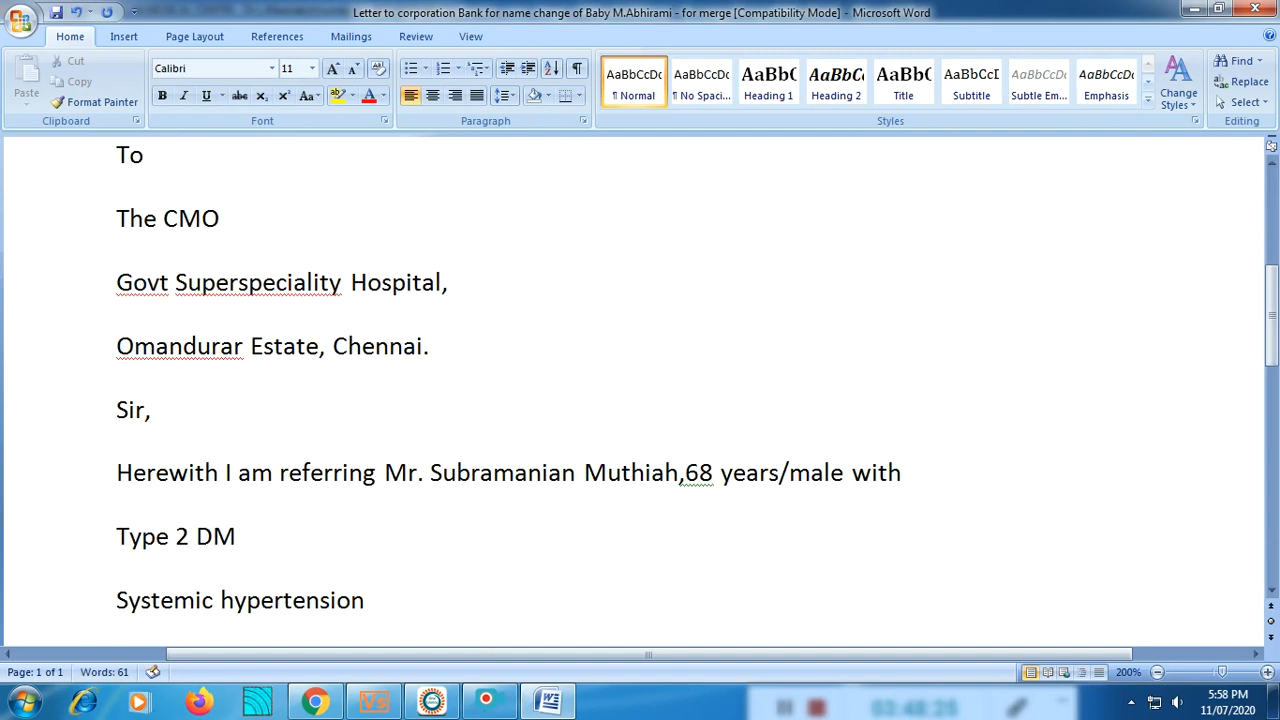 Letter to corporation Bank for name change of Baby M.Abhirami - for merge [Compatibility Mode] - Microsoft Word
Home Insert Page Layout References Mailings Review View
Paste
Cut
Copy
Format Painter
Clipboard
Calibri 11
Font
Paragraph
AaBbCcDc AaBbCcDc AaBbC AaBbC AaBbC AaBbCcI AaBbCcDc AaBbCcDc
¶ Normal ¶ No Spaci... Heading 1 Heading 2 Title Subtitle Subtle Em... Emphasis
Change Styles
Styles
Find
Replace
Select
Editing
To
The CMO
Govt Superspeciality Hospital,
Omandurar Estate, Chennai.
Sir,
Herewith I am referring Mr. Subramanian Muthiah,68 years/male with
Type 2 DM
Systemic hypertension
Page: 1 of 1 Words: 61 200%
03:48:25
5:58 PM
11/07/2020